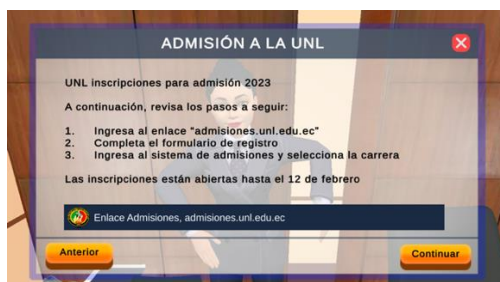 ADMISIÓN A LA UNL
UNL inscripciones para admisión 2023
A continuación, revisa los pasos a seguir:
1. Ingresa al enlace "admisiones.unl.edu.ec"
2. Completa el formulario de registro
3. Ingresa al sistema de admisiones y selecciona la carrera
Las inscripciones están abiertas hasta el 12 de febrero
Enlace Admisiones, admisiones.unl.edu.ec
Anterior
Continuar